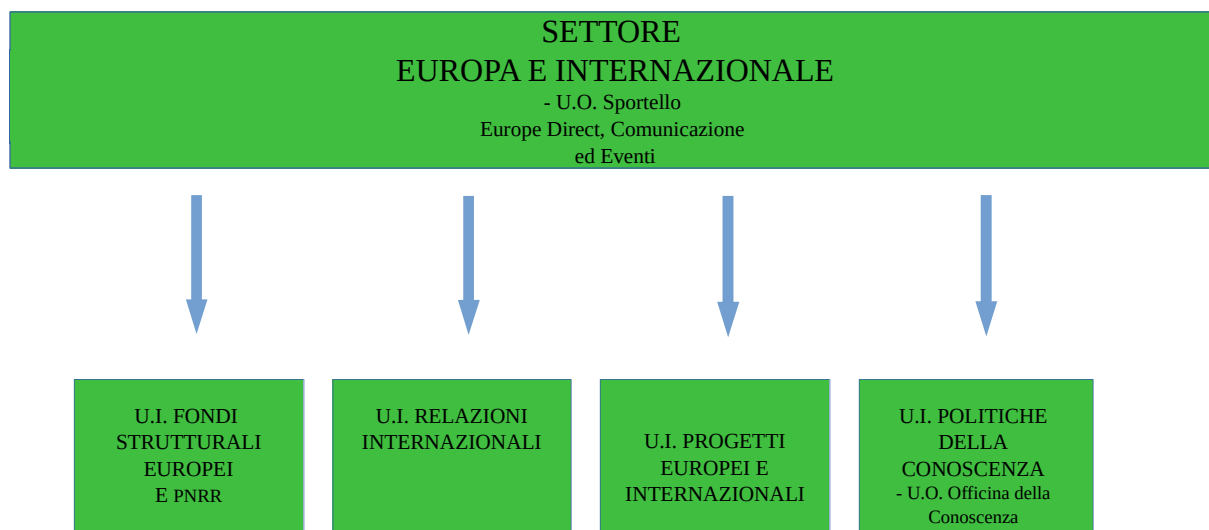 SETTORE
EUROPA E INTERNAZIONALE
- U.O. Sportello
Europe Direct, Comunicazione
ed Eventi
U.I. FONDI
STRUTTURALI
EUROPEI
E PNRR
U.I. RELAZIONI
INTERNAZIONALI
U.I. PROGETTI
EUROPEI E
INTERNAZIONALI
U.I. POLITICHE
DELLA
CONOSCENZA
- U.O. Officina della
Conoscenza